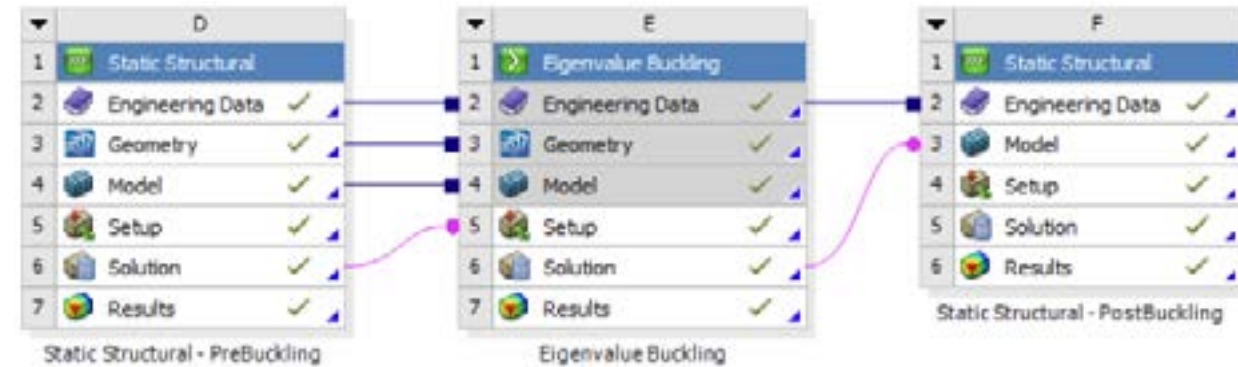 D
1 Static Structural
2 Engineering Data
3 Geometry
4 Model
5 Setup
6 Solution
7 Results
Static Structural - PreBuckling
E
1 Eigenvalue Buckling
2 Engineering Data
3 Geometry
4 Model
5 Setup
6 Solution
7 Results
Eigenvalue Buckling
F
1 Static Structural
2 Engineering Data
3 Model
4 Setup
5 Solution
6 Results
Static Structural - PostBuckling